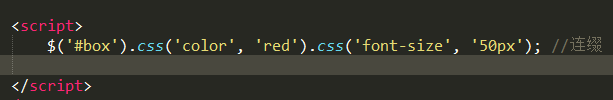 <script>
$('#box').css('color', 'red').css('font-size', '50px'); //连缀
</script>